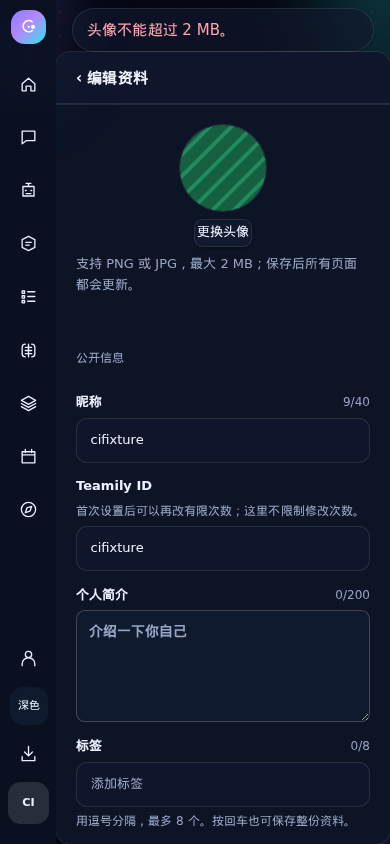 头像不能超过 2 MB。
‹ 编辑资料
更换头像
支持 PNG 或 JPG，最大 2 MB；保存后所有页面
都会更新。
公开信息
昵称 9/40
cifixture
Teamily ID
首次设置后可以再改有限次数；这里不限制修改次数。
cifixture
个人简介 0/200
介绍一下你自己
标签 0/8
添加标签
用逗号分隔，最多 8 个。按回车也可保存整份资料。
深色
CI